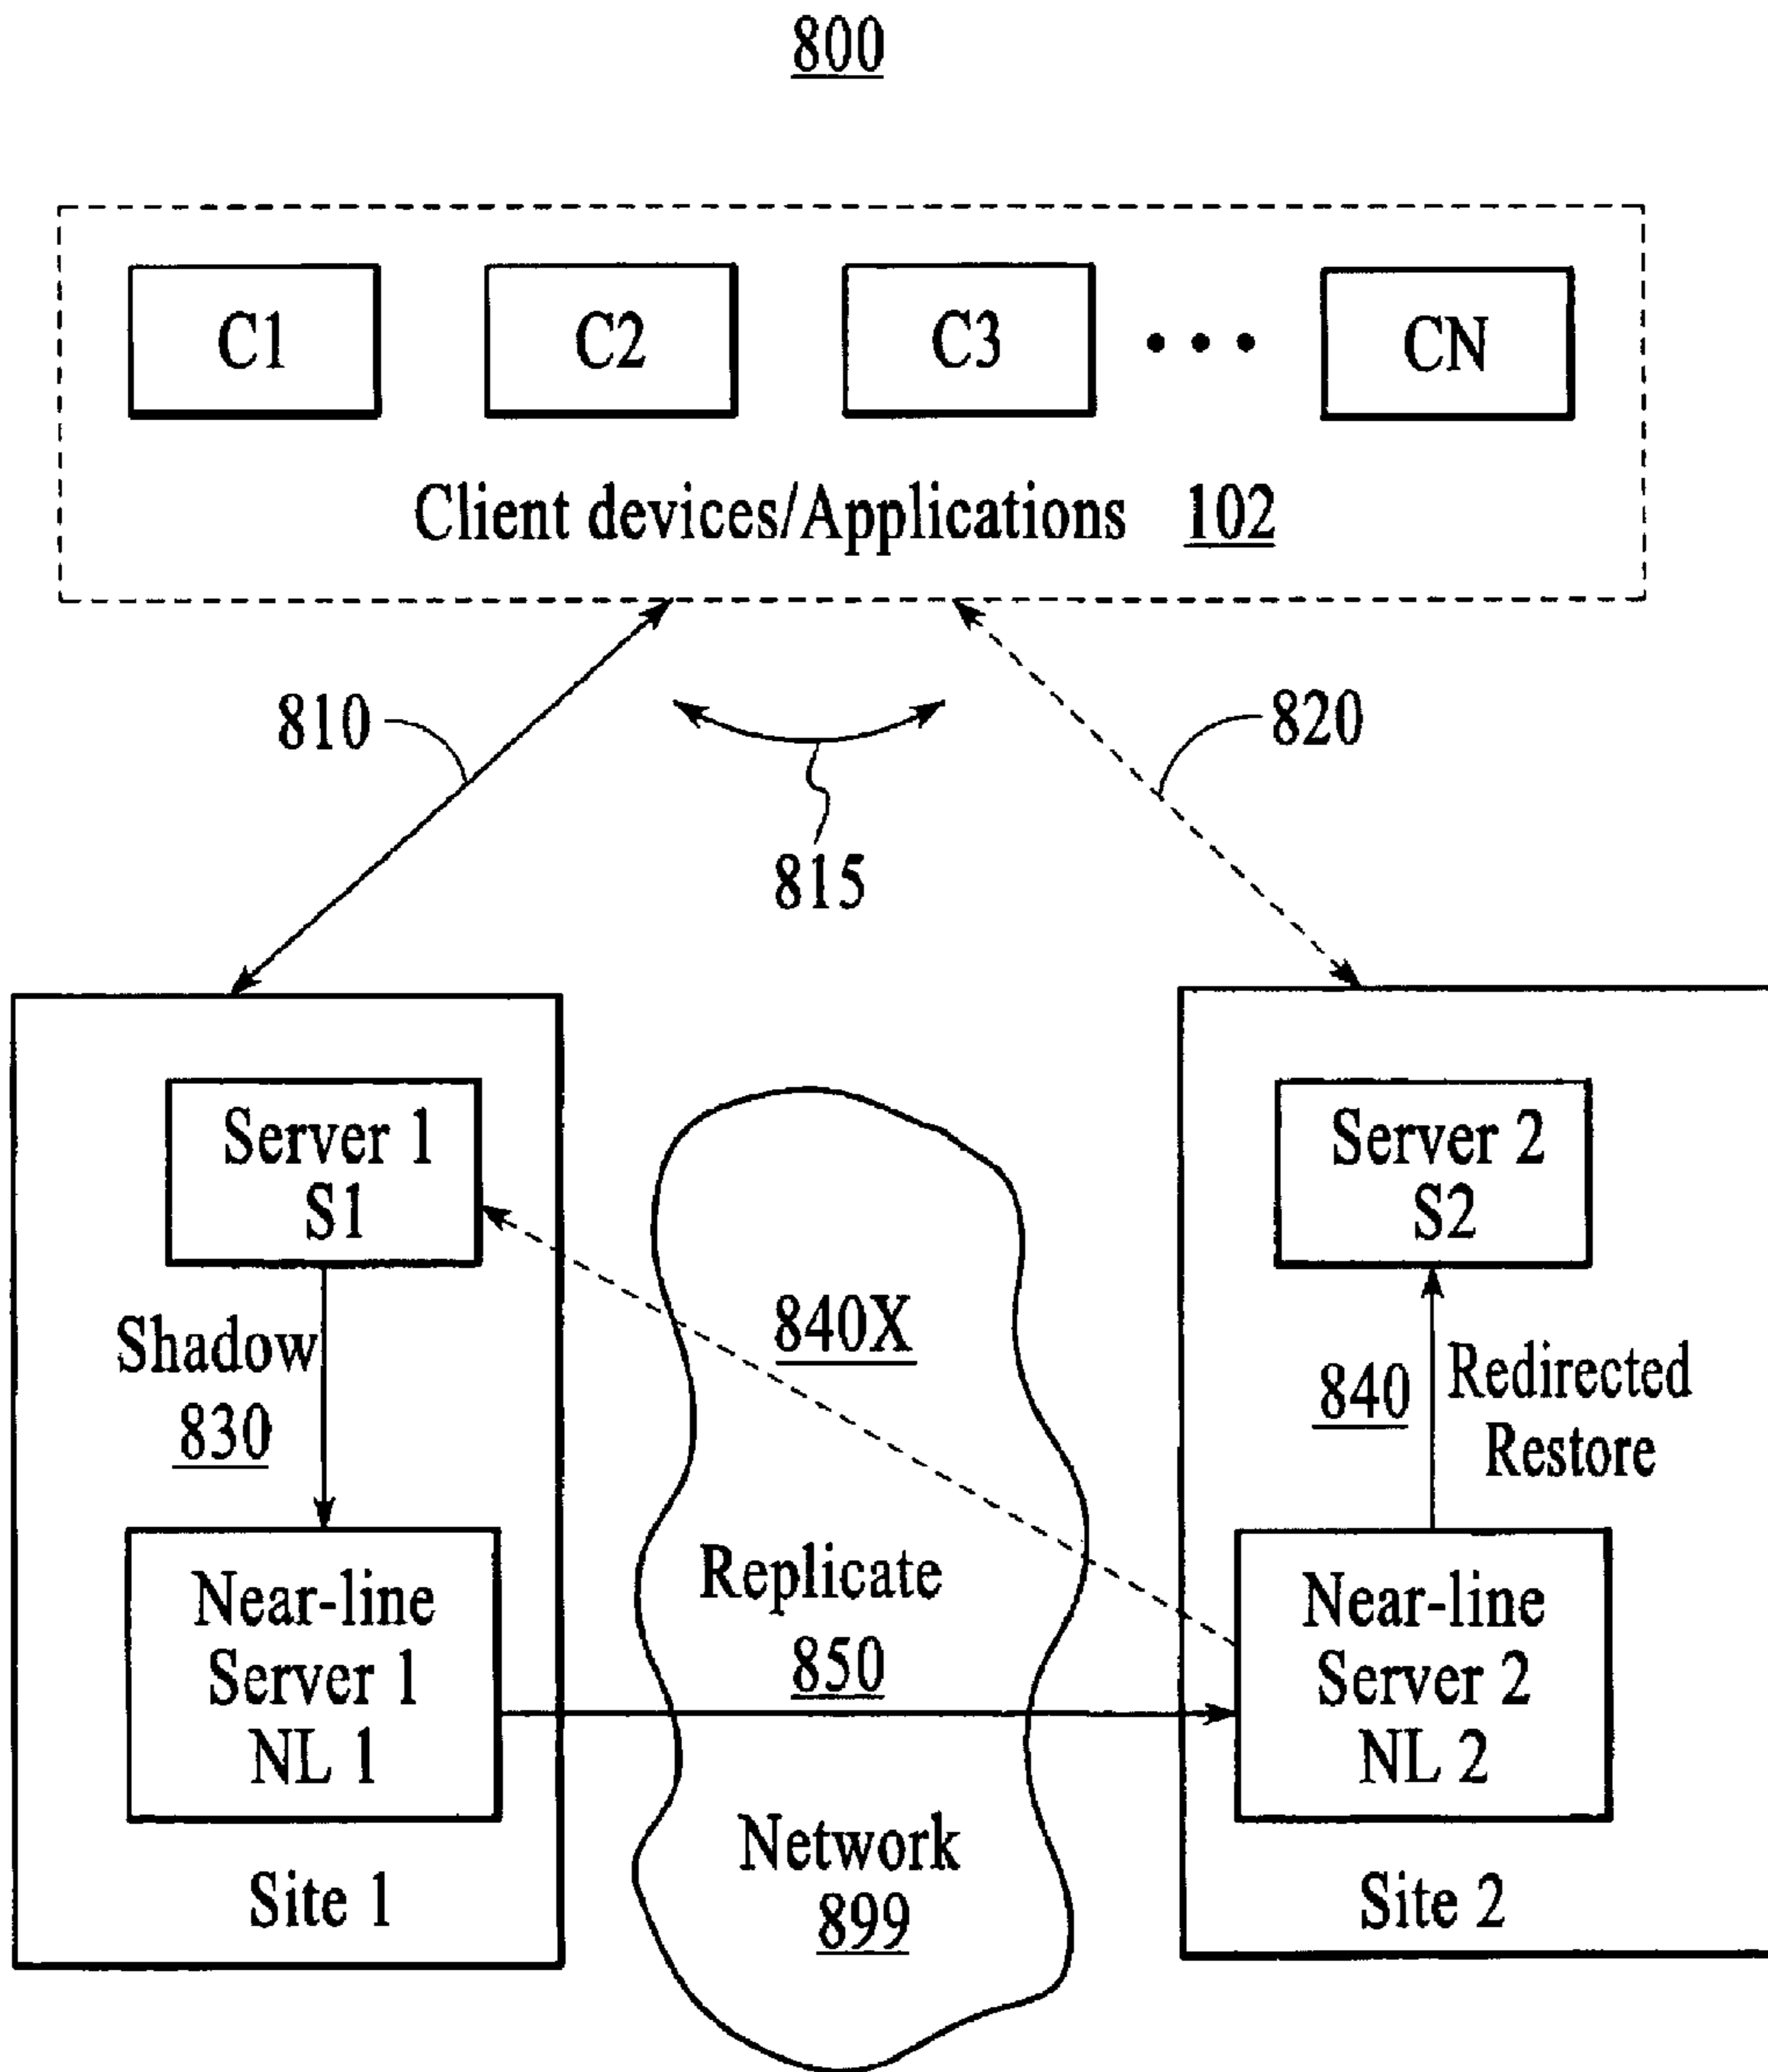 800
C1 C2 C3 • • • CN
Client devices/Applications 102
810
815
820
Server 1
S1
Shadow
830
Near-line
Server 1
NL 1
Site 1
840X
Replicate
850
Network
899
Server 2
S2
840
Redirected
Restore
Near-line
Server 2
NL 2
Site 2